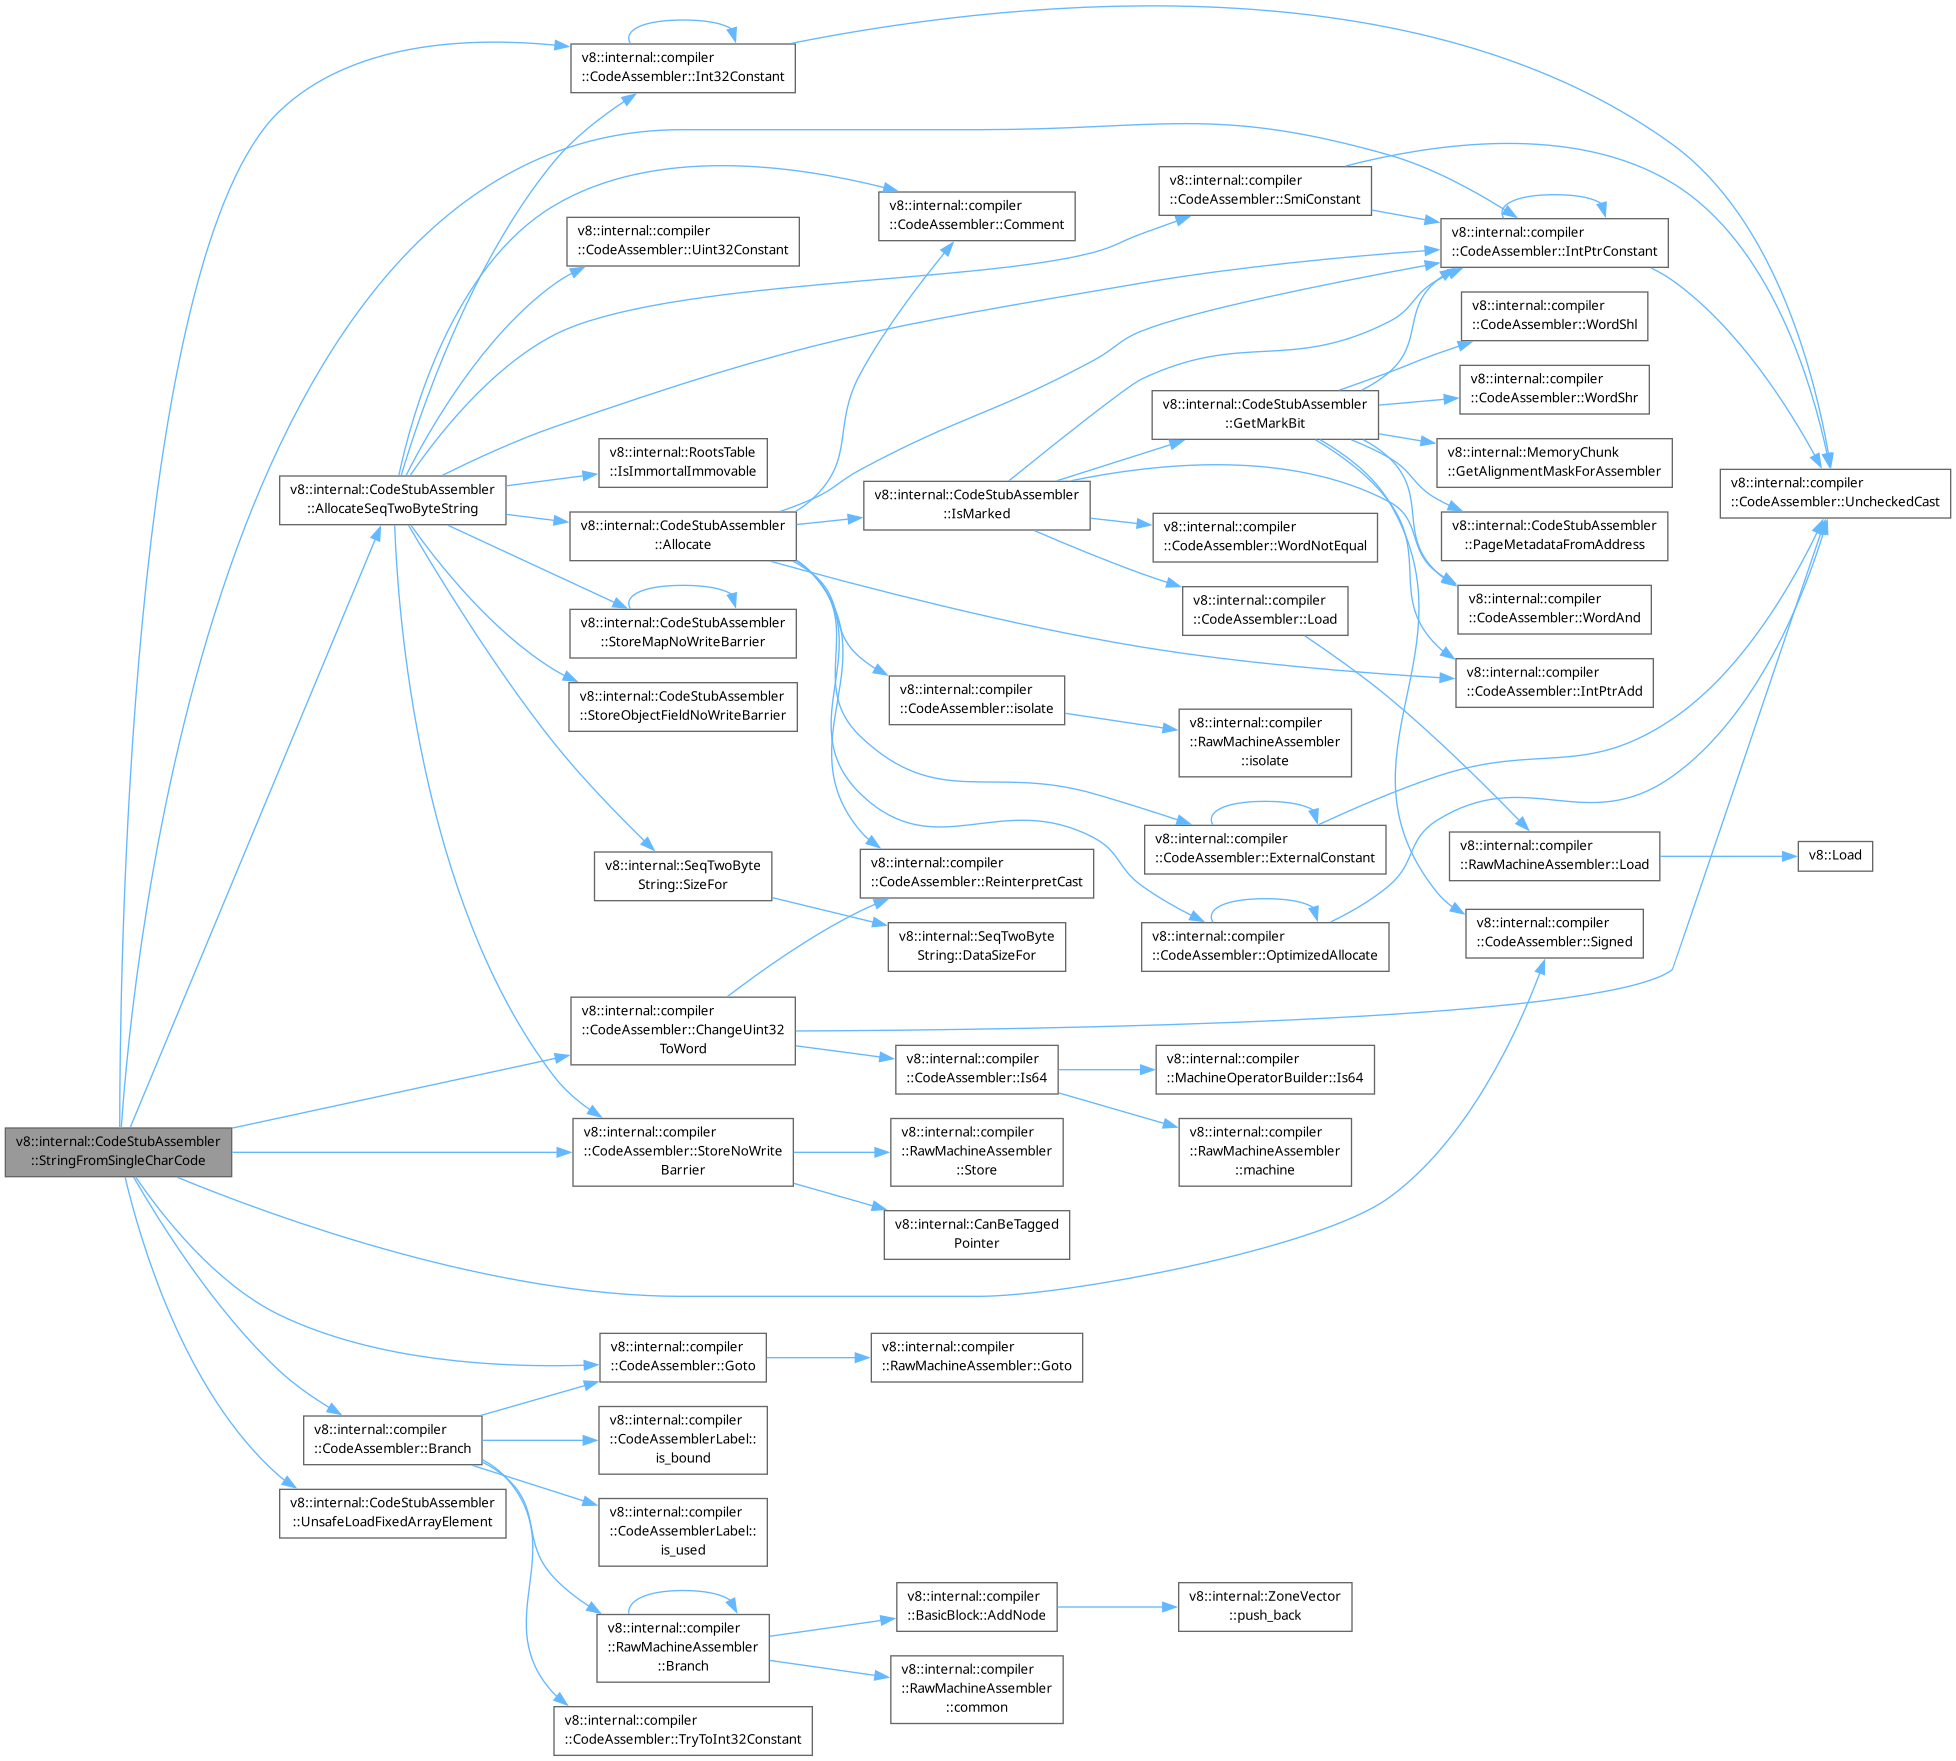 v8::internal::compiler
::CodeAssembler::Int32Constant
v8::internal::compiler
::CodeAssembler::Uint32Constant
v8::internal::compiler
::CodeAssembler::Comment
v8::internal::compiler
::CodeAssembler::SmiConstant
v8::internal::compiler
::CodeAssembler::IntPtrConstant
v8::internal::compiler
::CodeAssembler::WordShl
v8::internal::compiler
::CodeAssembler::WordShr
v8::internal::CodeStubAssembler
::GetMarkBit
v8::internal::MemoryChunk
::GetAlignmentMaskForAssembler
v8::internal::RootsTable
::IsImmortalImmovable
v8::internal::CodeStubAssembler
::AllocateSeqTwoByteString
v8::internal::CodeStubAssembler
::Allocate
v8::internal::CodeStubAssembler
::IsMarked
v8::internal::compiler
::CodeAssembler::WordNotEqual
v8::internal::CodeStubAssembler
::PageMetadataFromAddress
v8::internal::compiler
::CodeAssembler::UncheckedCast
v8::internal::CodeStubAssembler
::StoreMapNoWriteBarrier
v8::internal::compiler
::CodeAssembler::Load
v8::internal::compiler
::CodeAssembler::WordAnd
v8::internal::CodeStubAssembler
::StoreObjectFieldNoWriteBarrier
v8::internal::compiler
::CodeAssembler::isolate
v8::internal::compiler
::CodeAssembler::IntPtrAdd
v8::internal::compiler
::RawMachineAssembler
::isolate
v8::internal::SeqTwoByte
String::SizeFor
v8::internal::compiler
::CodeAssembler::ReinterpretCast
v8::internal::compiler
::CodeAssembler::ExternalConstant
v8::internal::compiler
::RawMachineAssembler::Load
v8::Load
v8::internal::SeqTwoByte
String::DataSizeFor
v8::internal::compiler
::CodeAssembler::OptimizedAllocate
v8::internal::compiler
::CodeAssembler::Signed
v8::internal::compiler
::CodeAssembler::ChangeUint32
ToWord
v8::internal::compiler
::CodeAssembler::Is64
v8::internal::compiler
::MachineOperatorBuilder::Is64
v8::internal::CodeStubAssembler
::StringFromSingleCharCode
v8::internal::compiler
::CodeAssembler::StoreNoWrite
Barrier
v8::internal::compiler
::RawMachineAssembler
::Store
v8::internal::compiler
::RawMachineAssembler
::machine
v8::internal::CanBeTagged
Pointer
v8::internal::compiler
::CodeAssembler::Goto
v8::internal::compiler
::RawMachineAssembler::Goto
v8::internal::compiler
::CodeAssembler::Branch
v8::internal::compiler
::CodeAssemblerLabel::
is_bound
v8::internal::CodeStubAssembler
::UnsafeLoadFixedArrayElement
v8::internal::compiler
::CodeAssemblerLabel::
is_used
v8::internal::compiler
::RawMachineAssembler
::Branch
v8::internal::compiler
::BasicBlock::AddNode
v8::internal::ZoneVector
::push_back
v8::internal::compiler
::RawMachineAssembler
::common
v8::internal::compiler
::CodeAssembler::TryToInt32Constant